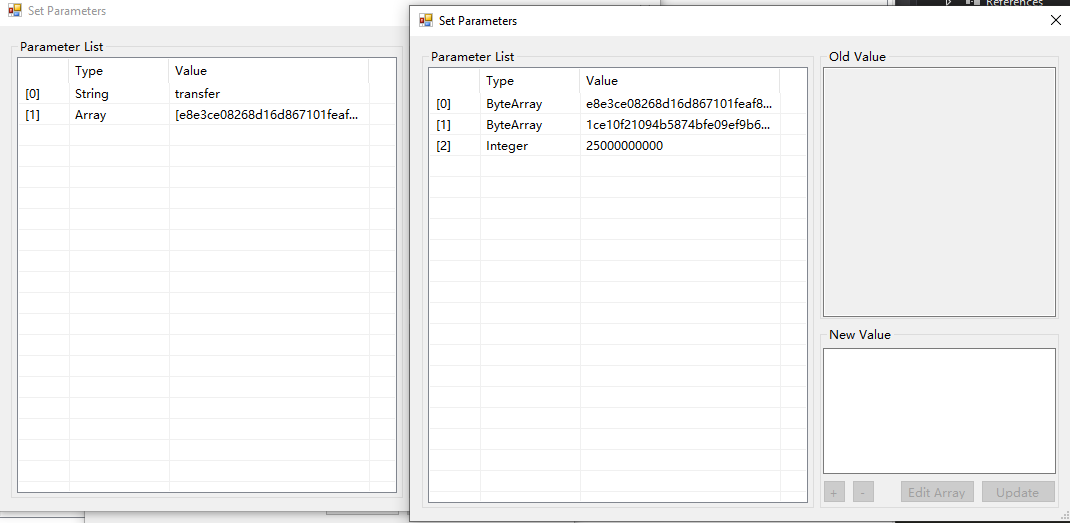 References
Set Parameters
Parameter List
Type Value
[0] String transfer
[1] Array [e8e3ce08268d16d867101feaf...
Set Parameters
Parameter List
Type Value
[0] ByteArray e8e3ce08268d16d867101feaf8...
[1] ByteArray 1ce10f21094b5874bfe09ef9b6...
[2] Integer 25000000000
Old Value
New Value
+ - Edit Array Update